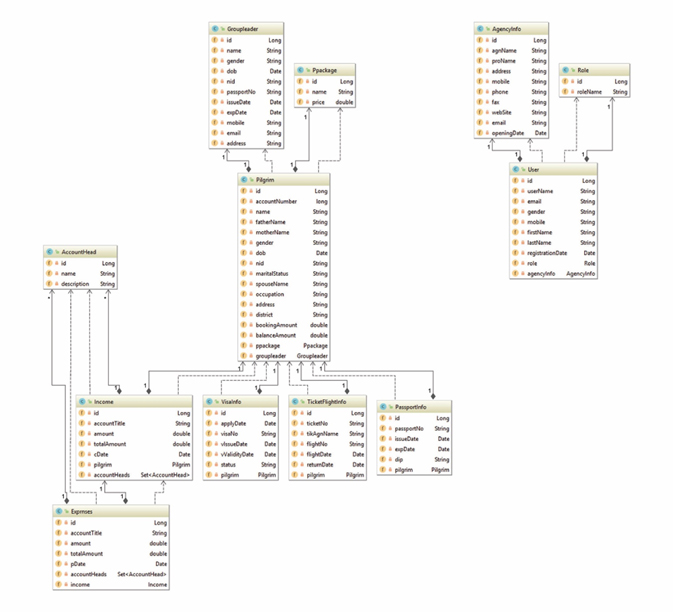 Groupleader
id Long
name String
gender String
dob Date
nid String
passportNo String
issueDate Date
expDate Date
mobile String
email String
address String
Ppackage
id Long
name String
price double
AgencyInfo
id Long
agnName String
proName String
address String
mobile String
phone String
fax String
webSite String
email String
openingDate Date
Role
id Long
roleName String
1
1
1
1
1
1
1
1
Pilgrim
id Long
accountNumber long
name String
fatherName String
motherName String
gender String
dob Date
nid String
maritalStatus String
spouseName String
occupation String
address String
district String
bookingAmount double
balanceAmount double
ppackage Ppackage
groupleader Groupleader
User
id Long
userName String
email String
gender String
mobile String
firstName String
lastName String
registrationDate Date
role Role
agencyInfo AgencyInfo
AccountHead
id Long
name String
description String
*
*
1
1
1
1
1
1
1
1
1
Income
id Long
accountTitle String
amount double
totalAmount double
cDate Date
pilgrim Pilgrim
accountHeads Set<AccountHead>
VisaInfo
id Long
applyDate Date
visaNo String
vIssueDate Date
vValidityDate Date
status String
pilgrim Pilgrim
TicketFlightInfo
id Long
ticketNo String
tikAgnName String
flightNo String
flightDate Date
returnDate Date
pilgrim Pilgrim
PassportInfo
id Long
passportNo String
issueDate Date
expDate Date
dip String
pilgrim Pilgrim
1
1
1
Expenses
id Long
accountTitle String
amount double
totalAmount double
pDate Date
accountHeads Set<AccountHead>
income Income